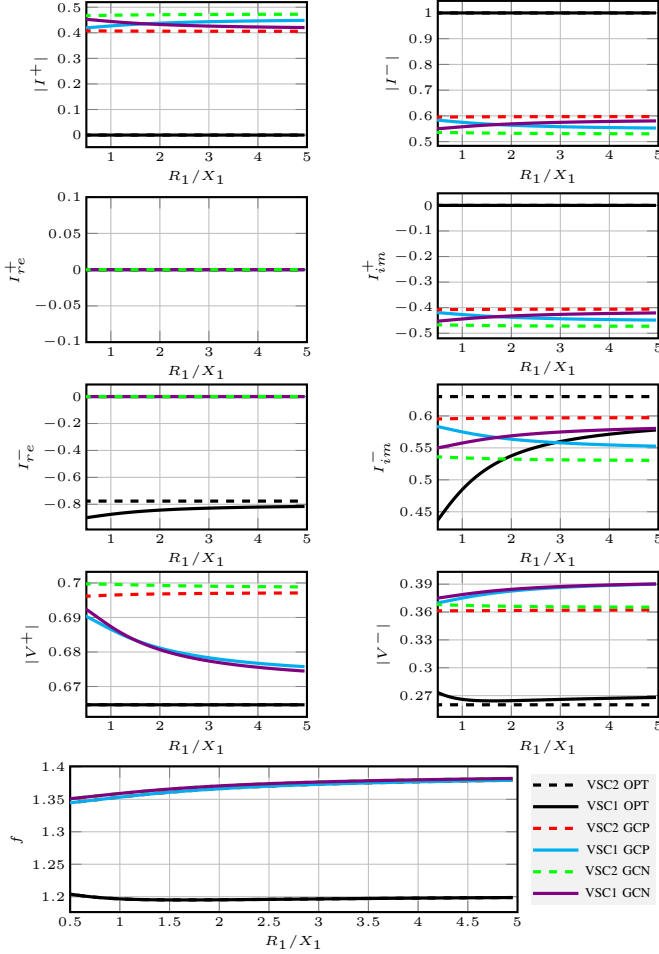 0.5
0.4
0.3
0.2
0.1
0
|I⁺|
1 2 3 4 5
R₁/X₁
1
0.9
0.8
0.7
0.6
0.5
|I⁻|
1 2 3 4 5
R₁/X₁
0.1
0.05
0
−0.05
−0.1
I⁺re
1 2 3 4 5
R₁/X₁
0
−0.1
−0.2
−0.3
−0.4
−0.5
I⁺im
1 2 3 4 5
R₁/X₁
0
−0.2
−0.4
−0.6
−0.8
I⁻re
1 2 3 4 5
R₁/X₁
0.6
0.55
0.5
0.45
I⁻im
1 2 3 4 5
R₁/X₁
0.7
0.69
0.68
0.67
|V⁺|
1 2 3 4 5
R₁/X₁
0.39
0.36
0.33
0.3
0.27
|V⁻|
1 2 3 4 5
R₁/X₁
1.4
1.35
1.3
1.25
1.2
f
0.5 1 1.5 2 2.5 3 3.5 4 4.5 5
R₁/X₁
VSC2 OPT
VSC1 OPT
VSC2 GCP
VSC1 GCP
VSC2 GCN
VSC1 GCN